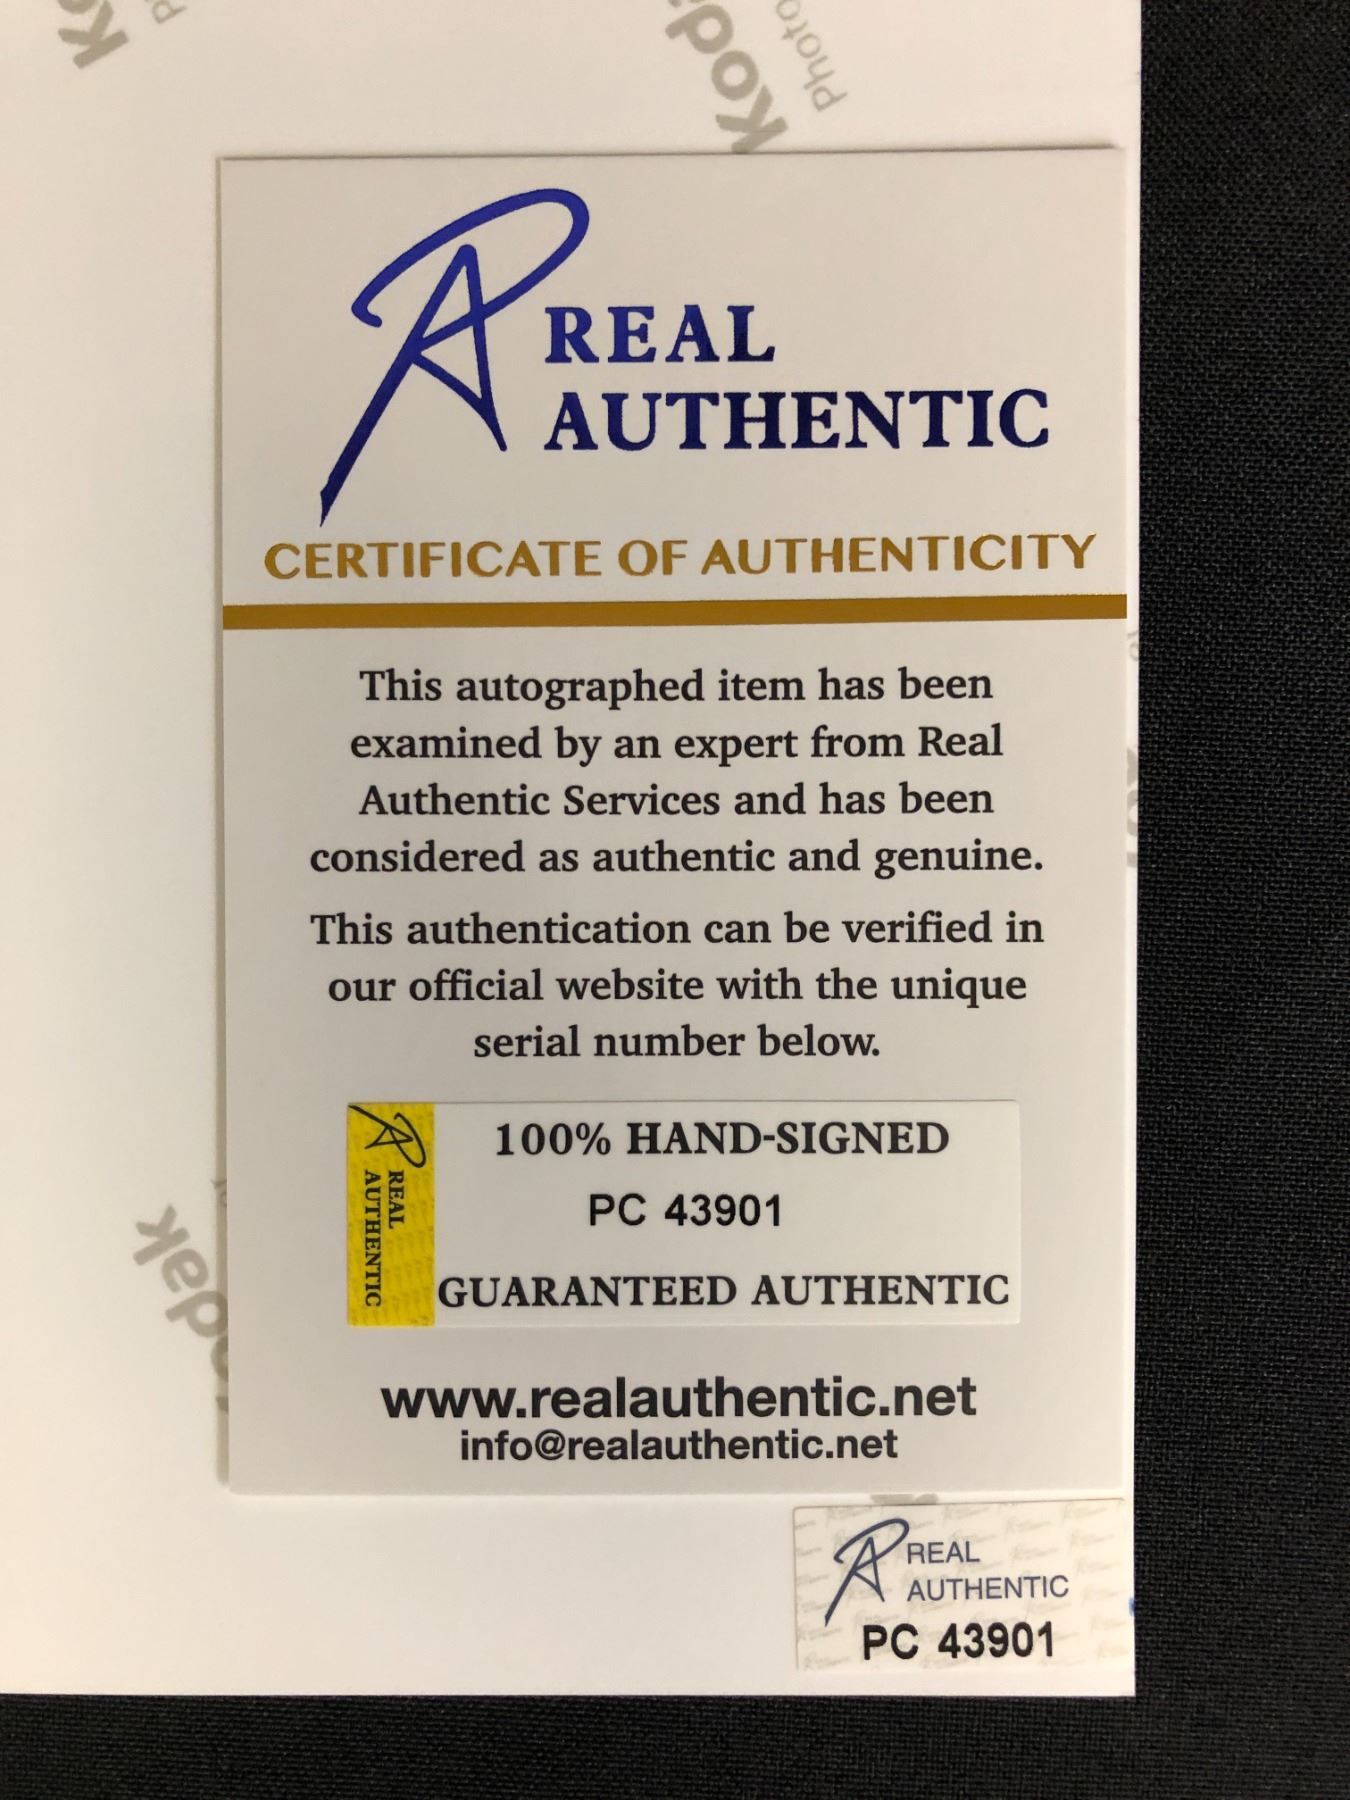 Kodak
Photo
REAL
AUTHENTIC
CERTIFICATE OF AUTHENTICITY
This autographed item has been
examined by an expert from Real
Authentic Services and has been
considered as authentic and genuine.
This authentication can be verified in
our official website with the unique
serial number below.
REAL
AUTHENTIC
100% HAND-SIGNED
PC 43901
GUARANTEED AUTHENTIC
www.realauthentic.net
info@realauthentic.net
Kodak
REAL
AUTHENTIC
PC 43901